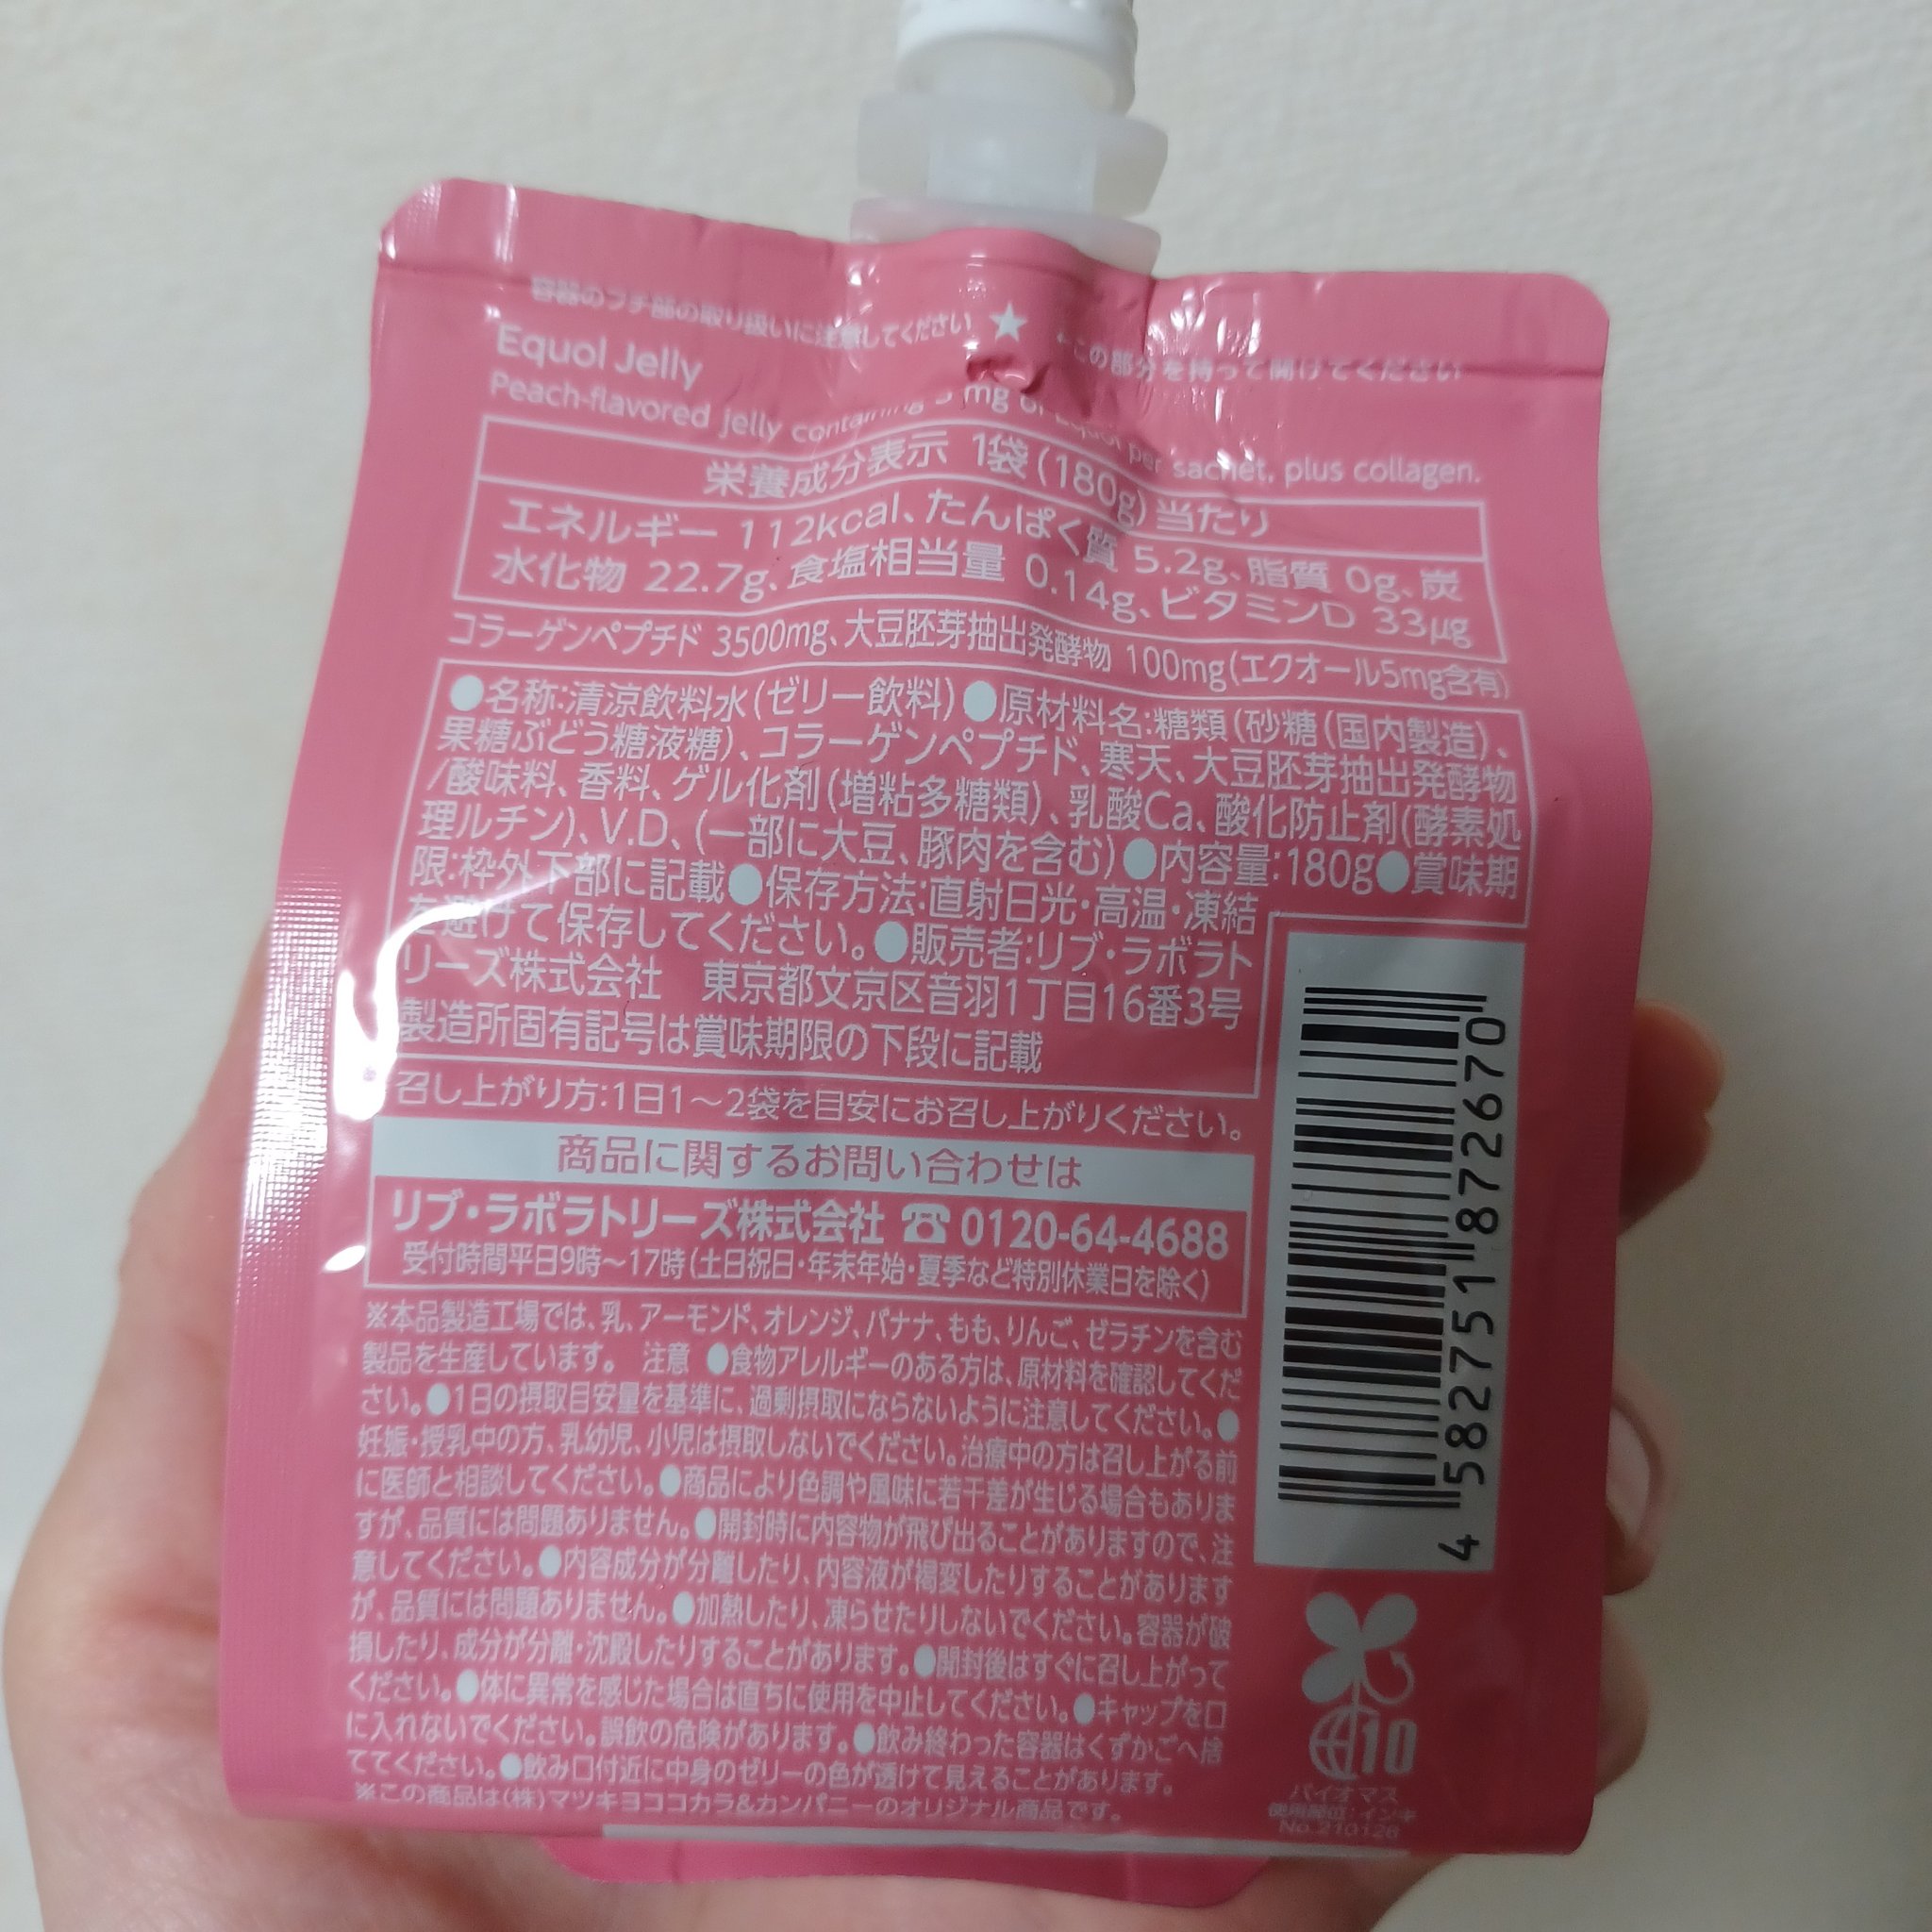 容器のフチ部の取り扱いに注意してください ★ ←この部分を持って開けてください
Equol Jelly
Peach-flavored jelly containing 5 mg of Equol per sachet, plus collagen.
栄養成分表示 1袋(180g)当たり
エネルギー 112kcal、たんぱく質 5.2g、脂質 0g、炭
水化物 22.7g、食塩相当量 0.14g、ビタミンD 33μg
コラーゲンペプチド 3500mg、大豆胚芽抽出発酵物 100mg(エクオール5mg含有)
●名称:清涼飲料水(ゼリー飲料)●原材料名:糖類(砂糖(国内製造)、
果糖ぶどう糖液糖)、コラーゲンペプチド、寒天、大豆胚芽抽出発酵物
/酸味料、香料、ゲル化剤(増粘多糖類)、乳酸Ca、酸化防止剤(酵素処
理ルチン)、V.D、(一部に大豆、豚肉を含む)●内容量:180g●賞味期
限:枠外下部に記載●保存方法:直射日光・高温・凍結
を避けて保存してください。●販売者:リブ・ラボラト
リーズ株式会社 東京都文京区音羽1丁目16番3号
製造所固有記号は賞味期限の下段に記載
召し上がり方:1日1～2袋を目安にお召し上がりください。
商品に関するお問い合わせは
リブ・ラボラトリーズ株式会社 ☎ 0120-64-4688
受付時間平日9時～17時(土日祝日・年末年始・夏季など特別休業日を除く)
※本品製造工場では、乳、アーモンド、オレンジ、バナナ、もも、りんご、ゼラチンを含む
製品を生産しています。 注意 ●食物アレルギーのある方は、原材料を確認してくだ
さい。●1日の摂取目安量を基準に、過剰摂取にならないように注意してください。●
妊娠・授乳中の方、乳幼児、小児は摂取しないでください。治療中の方は召し上がる前
に医師と相談してください。●商品により色調や風味に若干差が生じる場合もありま
すが、品質には問題ありません。●開封時に内容物が飛び出ることがありますので、注
意してください。●内容成分が分離したり、内容液が褐変したりすることがあります
が、品質には問題ありません。●加熱したり、凍らせたりしないでください。容器が破
損したり、成分が分離・沈殿したりすることがあります。●開封後はすぐに召し上がって
ください。●体に異常を感じた場合は直ちに使用を中止してください。●キャップを口
に入れないでください。誤飲の危険があります。●飲み終わった容器はくずかごへ捨
ててください。●飲み口付近に中身のゼリーの色が透けて見えることがあります。
※この商品は(株)マツキヨココカラ&カンパニーのオリジナル商品です。
4 582751 872670
10
バイオマス
使用部位:インキ
No.210126